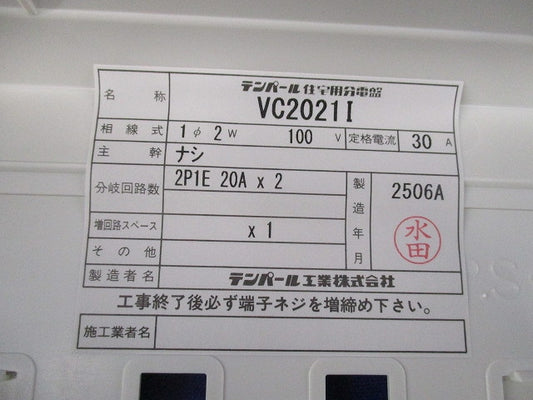 名称 テンパール住宅用分電盤
VC2021I
相線式 1φ2W 100V 定格電流 30A
主幹 ナシ
分岐回路数 2P1E 20A x 2 製造年月 2506A
増回路スペース x 1 水田
その他
製造者名 テンパール工業株式会社
工事終了後必ず端子ネジを増締め下さい。
施工業者名